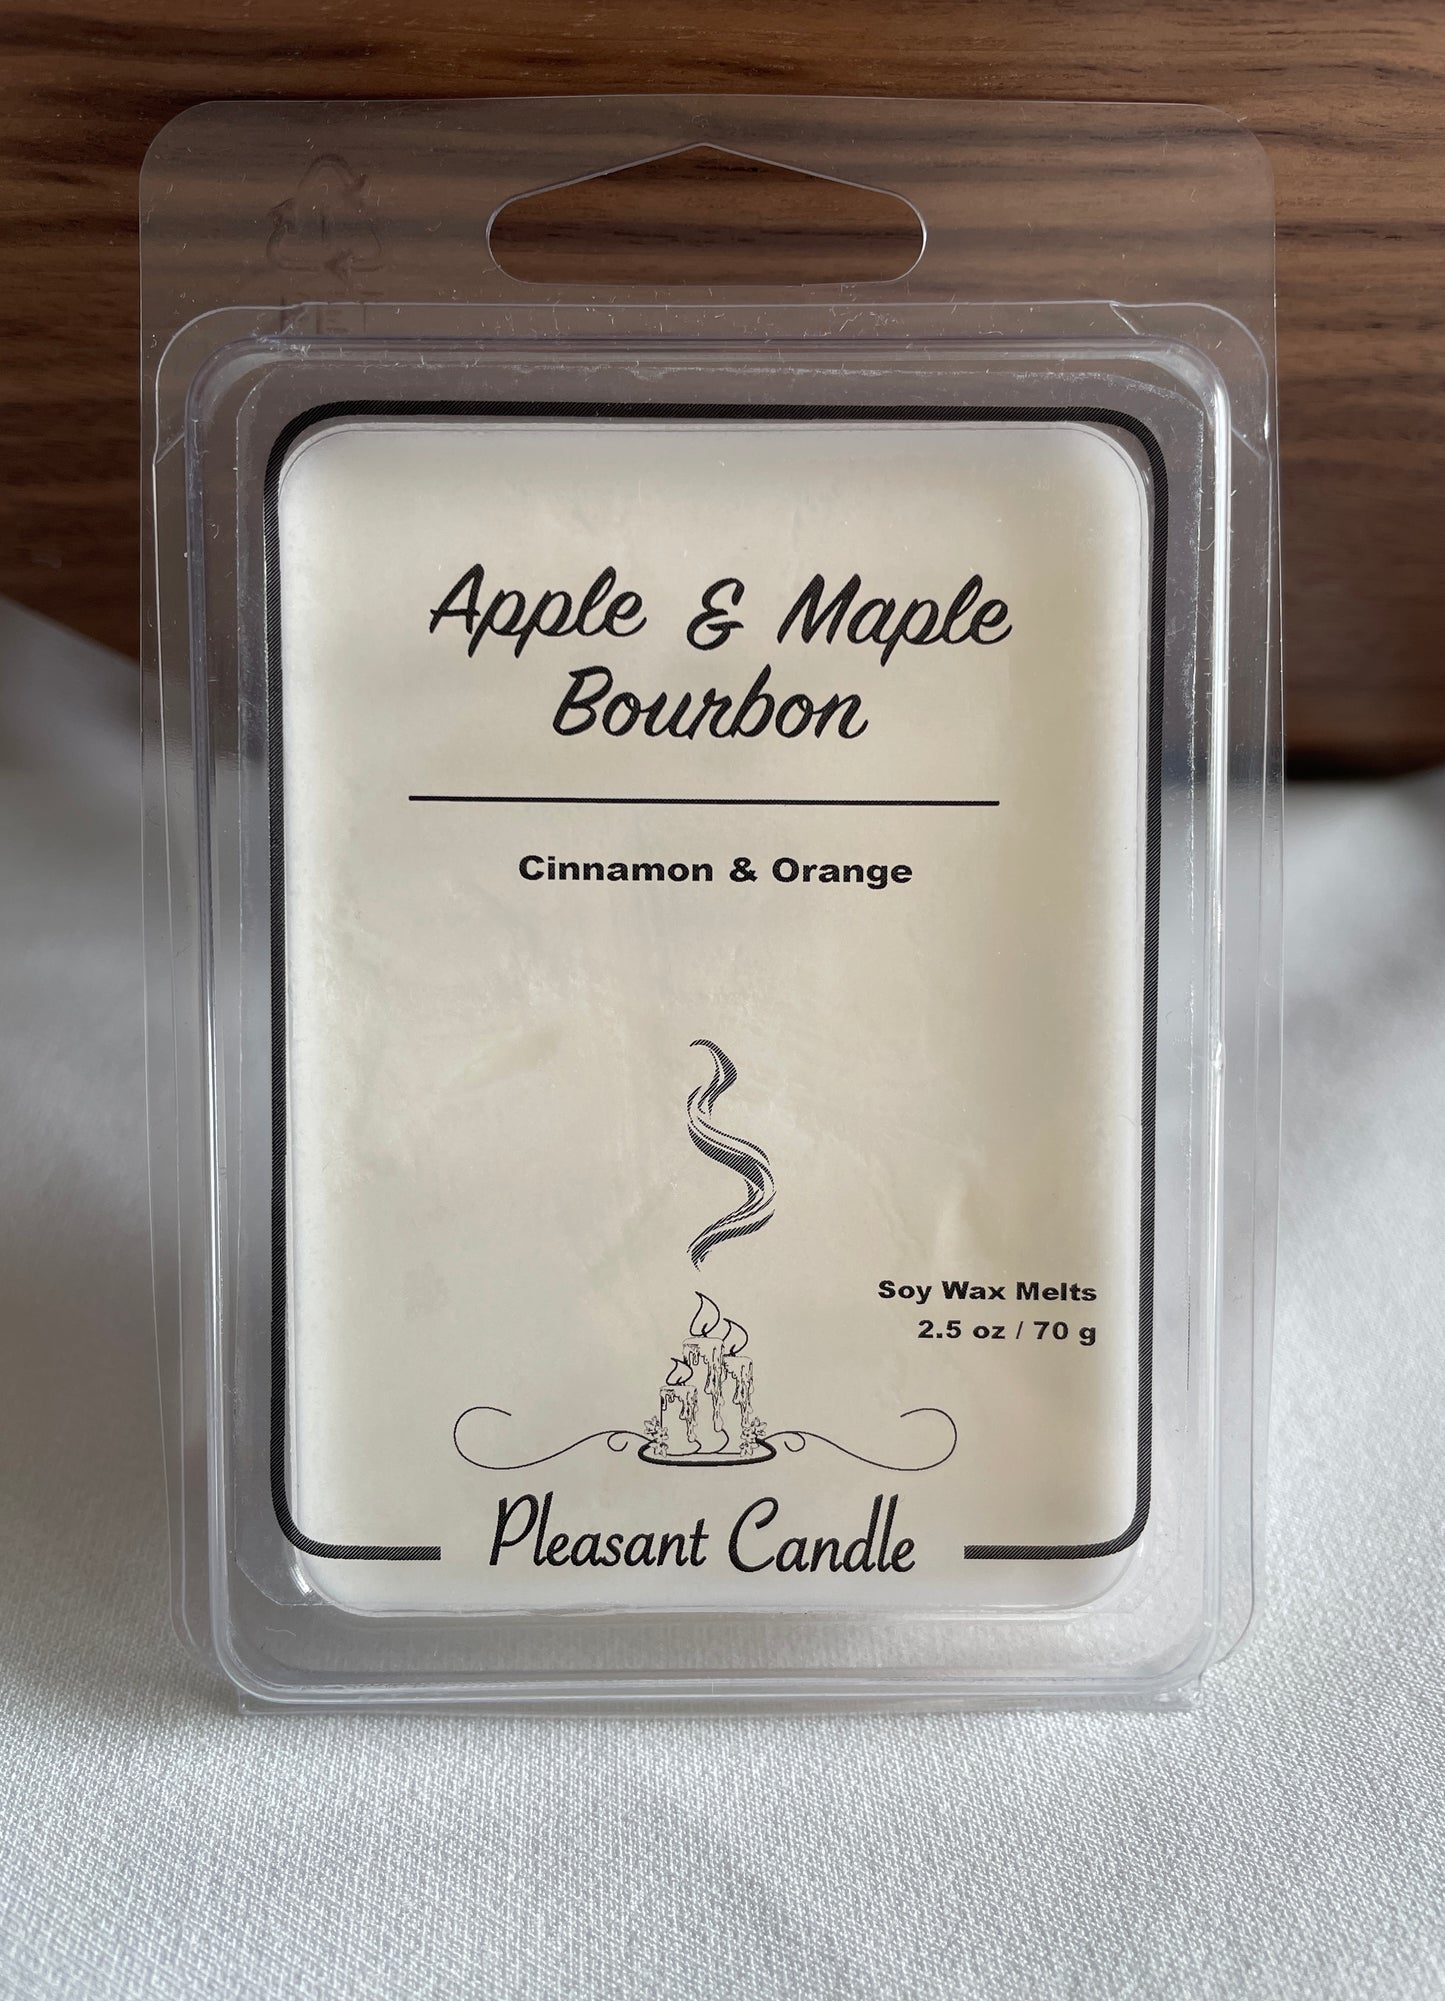 Apple & Maple
Bourbon
Cinnamon & Orange
Soy Wax Melts
2.5 oz / 70 g
Pleasant Candle